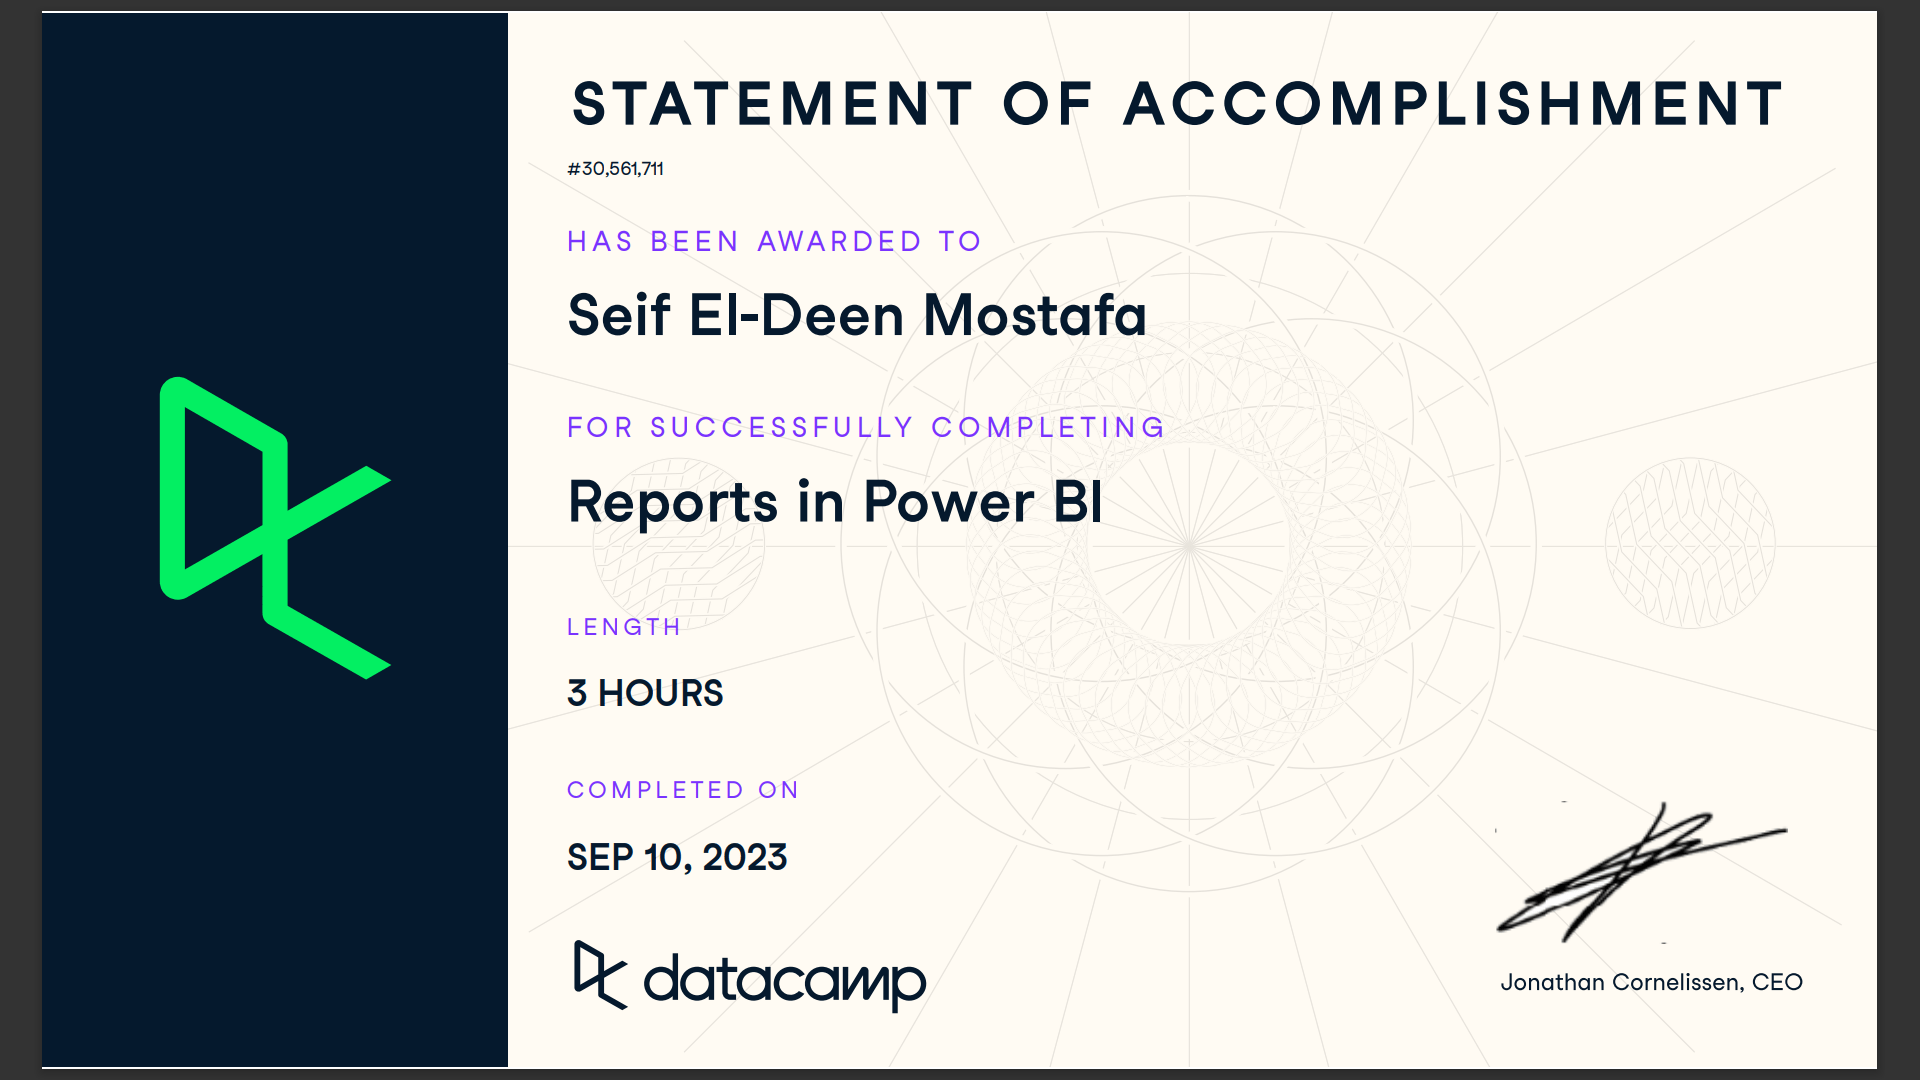 STATEMENT OF ACCOMPLISHMENT
#30,561,711
HAS BEEN AWARDED TO
Seif El-Deen Mostafa
FOR SUCCESSFULLY COMPLETING
Reports in Power BI
LENGTH
3 HOURS
COMPLETED ON
SEP 10, 2023
datacamp
Jonathan Cornelissen, CEO